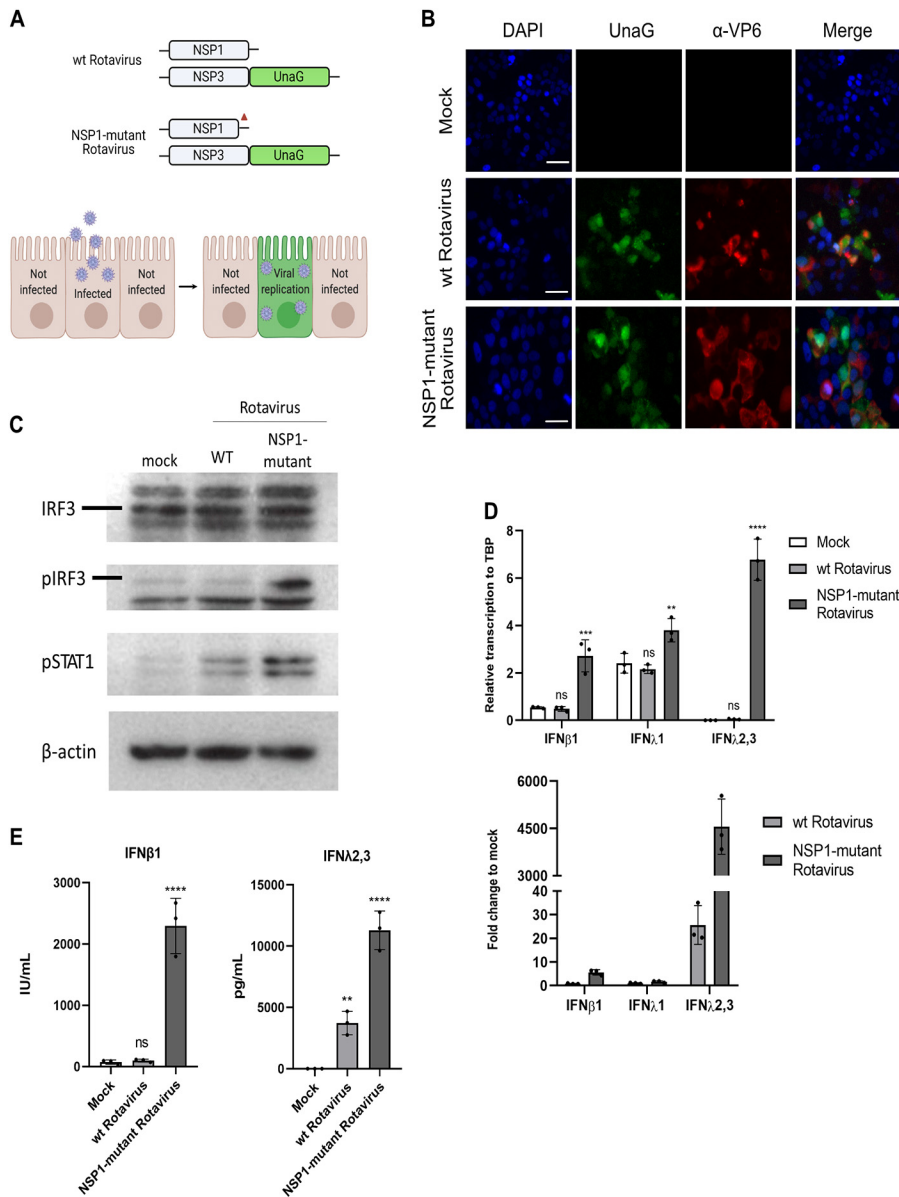 A
wt Rotavirus
NSP1
NSP3
UnaG
NSP1-mutant
Rotavirus
NSP1
NSP3
UnaG
Not
infected
Infected
Not
infected
Not
infected
Viral
replication
Not
infected
B
DAPI
UnaG
α-VP6
Merge
Mock
wt Rotavirus
NSP1-mutant
Rotavirus
C
Rotavirus
mock
WT
NSP1-
mutant
IRF3
pIRF3
pSTAT1
β-actin
D
Relative transcription to TBP
8
6
4
2
0
ns
***
ns
**
ns
****
IFNβ1
IFNλ1
IFNλ2,3
Mock
wt Rotavirus
NSP1-mutant
Rotavirus
Fold change to mock
6000
4500
3000
40
30
20
10
0
IFNβ1
IFNλ1
IFNλ2,3
wt Rotavirus
NSP1-mutant
Rotavirus
E
IFNβ1
IU/mL
3000
2000
1000
0
ns
****
Mock
wt Rotavirus
NSP1-mutant Rotavirus
IFNλ2,3
pg/mL
15000
10000
5000
0
**
****
Mock
wt Rotavirus
NSP1-mutant Rotavirus